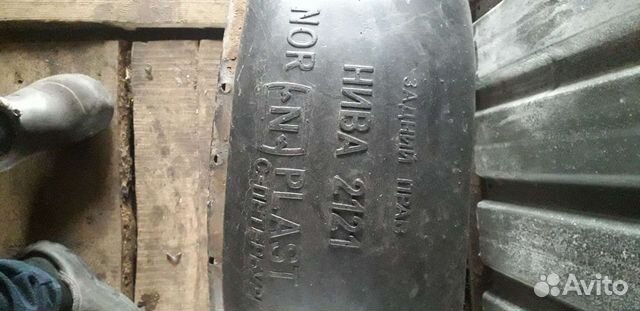 ЗАДНИЙ ПРАВ
НИВА 2121
NOR (N) PLAST
Avito